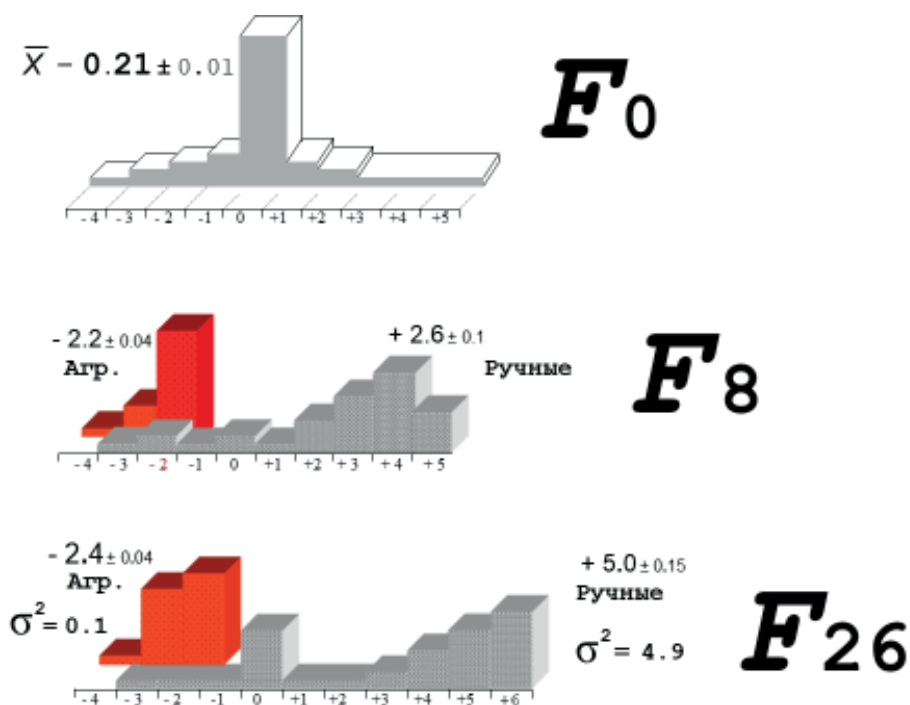 X̄ – 0.21 ± 0.01
F0
-4 -3 -2 -1 0 +1 +2 +3 +4 +5
- 2.2 ± 0.04
Агр.
+ 2.6 ± 0.1
Ручные
F8
-4 -3 -2 -1 0 +1 +2 +3 +4 +5
- 2.4 ± 0.04
Агр.
σ² = 0.1
+ 5.0 ± 0.15
Ручные
σ² = 4.9
F26
-4 -3 -2 -1 0 +1 +2 +3 +4 +5 +6